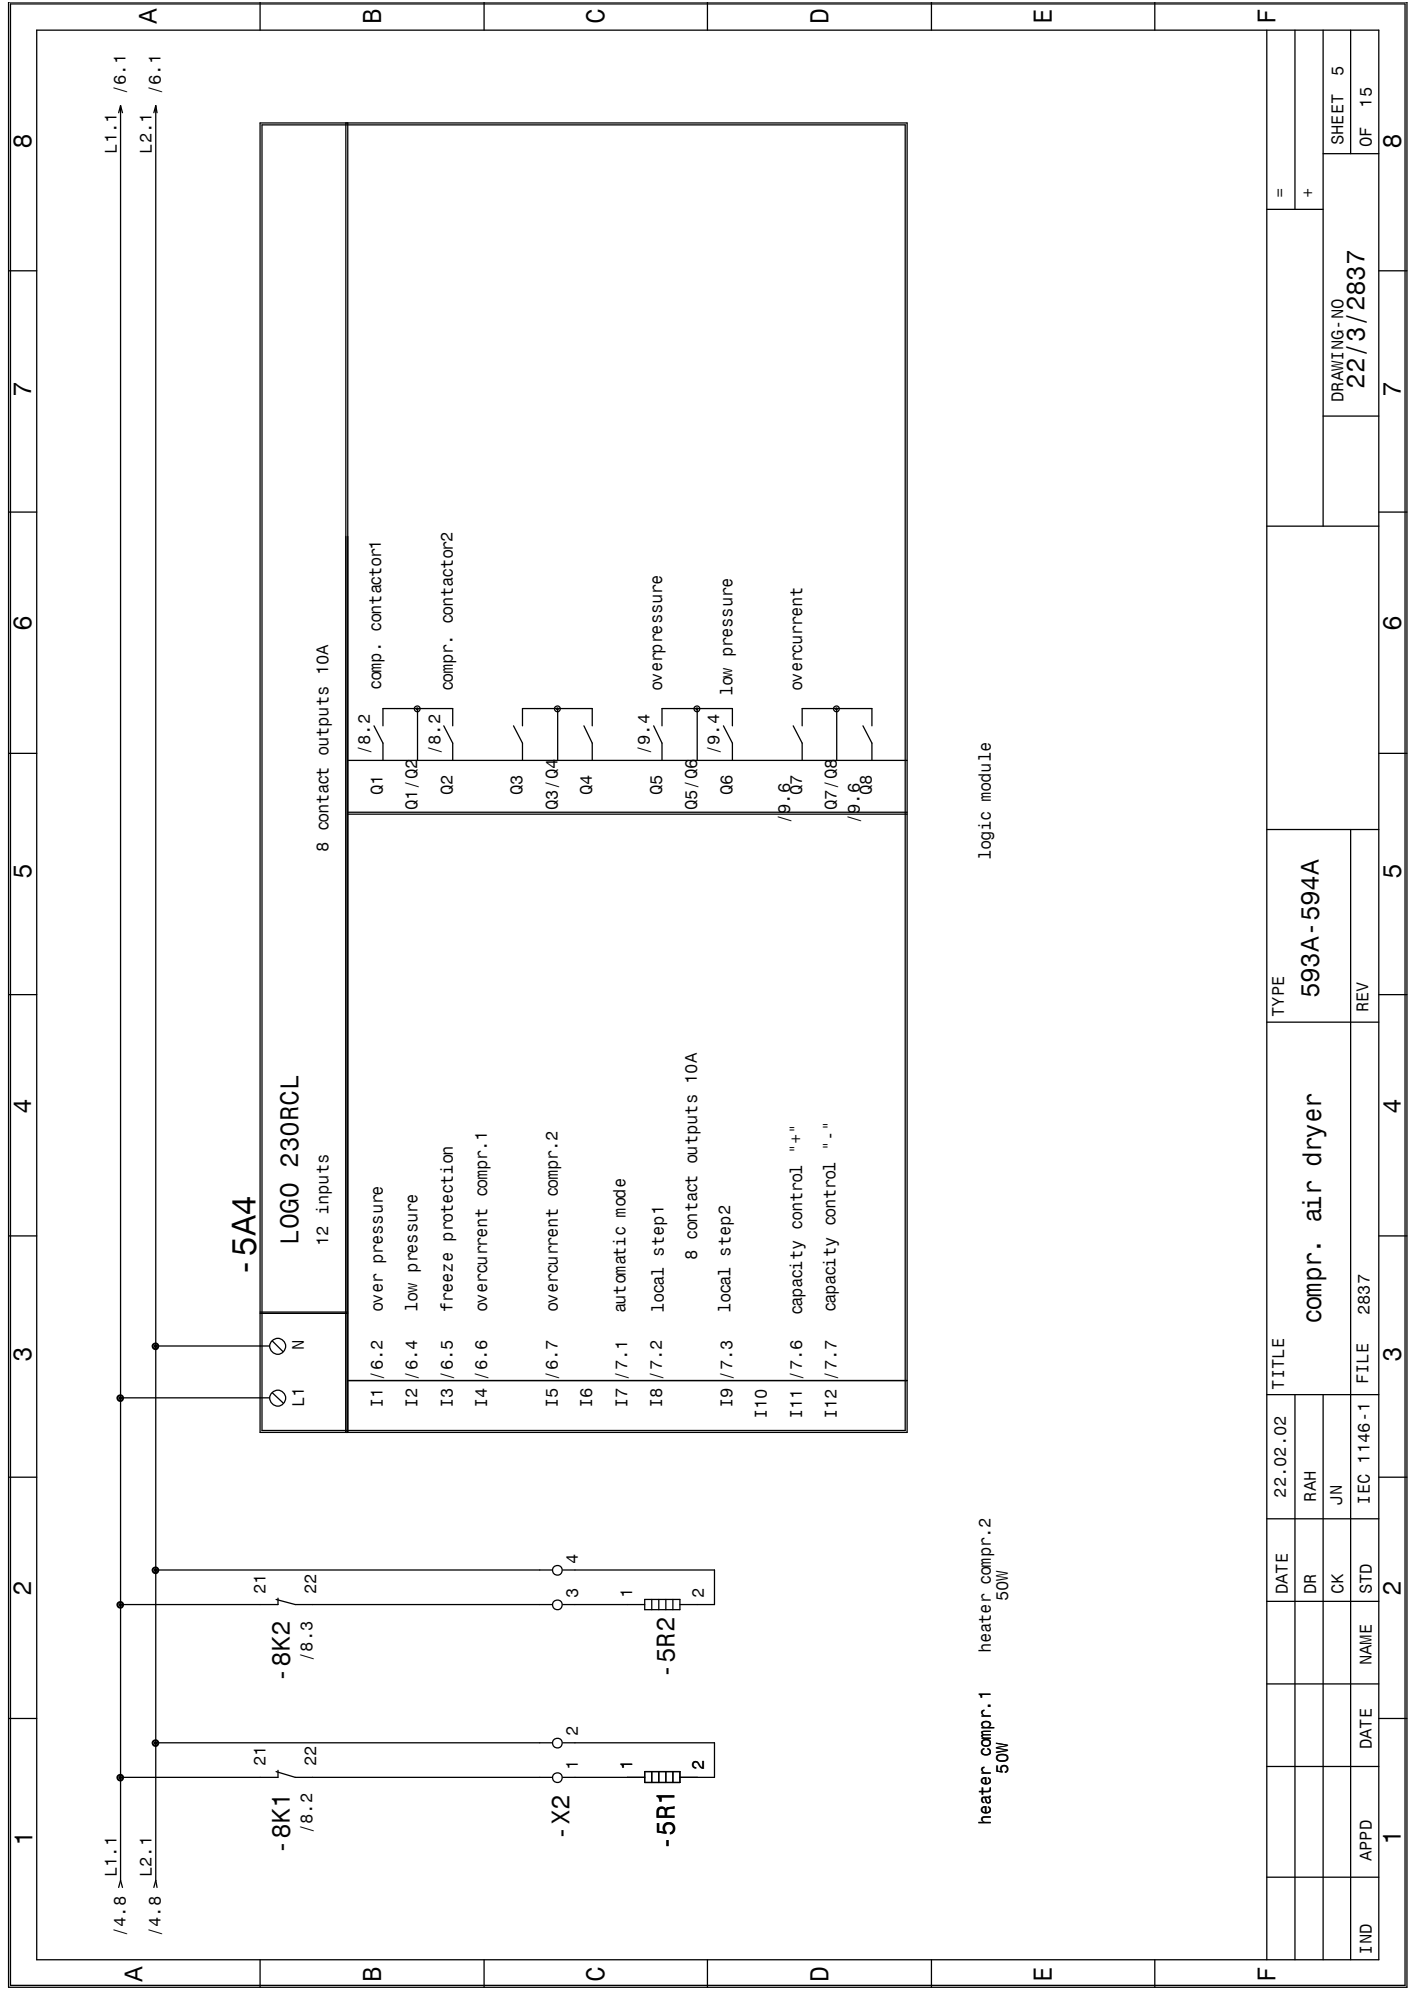 1 2 3 4 5 6 7 8
A A
B B
C C
D D
E E
F F
/4.8 L1.1
L1.1 /6.1
/4.8 L2.1
L2.1 /6.1
-8K1
/8.2
21
22
-8K2
/8.3
21
22
-X2
1
2
3
4
-5R1
1
2
-5R2
1
2
heater compr.1
50W
heater compr.2
50W
-5A4
L1
N
LOGO 230RCL
12 inputs
8 contact outputs 10A
I1 /6.2 over pressure
I2 /6.4 low pressure
I3 /6.5 freeze protection
I4 /6.6 overcurrent compr.1
I5 /6.7 overcurrent compr.2
I6
I7 /7.1 automatic mode
I8 /7.2 local step1
8 contact outputs 10A
I9 /7.3 local step2
I10
I11 /7.6 capacity control "+"
I12 /7.7 capacity control "-"
Q1 /8.2 comp. contactor1
Q1/Q2
Q2 /8.2 compr. contactor2
Q3
Q3/Q4
Q4
Q5 /9.4 overpressure
Q5/Q6
Q6 /9.4 low pressure
/9.6 Q7 overcurrent
Q7/Q8
/9.6 Q8
logic module
IND APPD DATE NAME
DATE 22.02.02
DR RAH
CK JN
STD IEC 1146-1
TITLE
compr. air dryer
FILE 2837
TYPE
593A-594A
REV
=
+
DRAWING-NO
22/3/2837
SHEET 5
OF 15
1 2 3 4 5 6 7 8